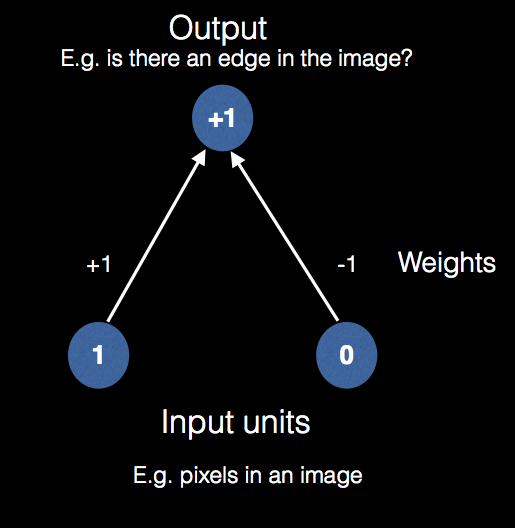 Output
E.g. is there an edge in the image?
+1
+1
-1
Weights
1
0
Input units
E.g. pixels in an image